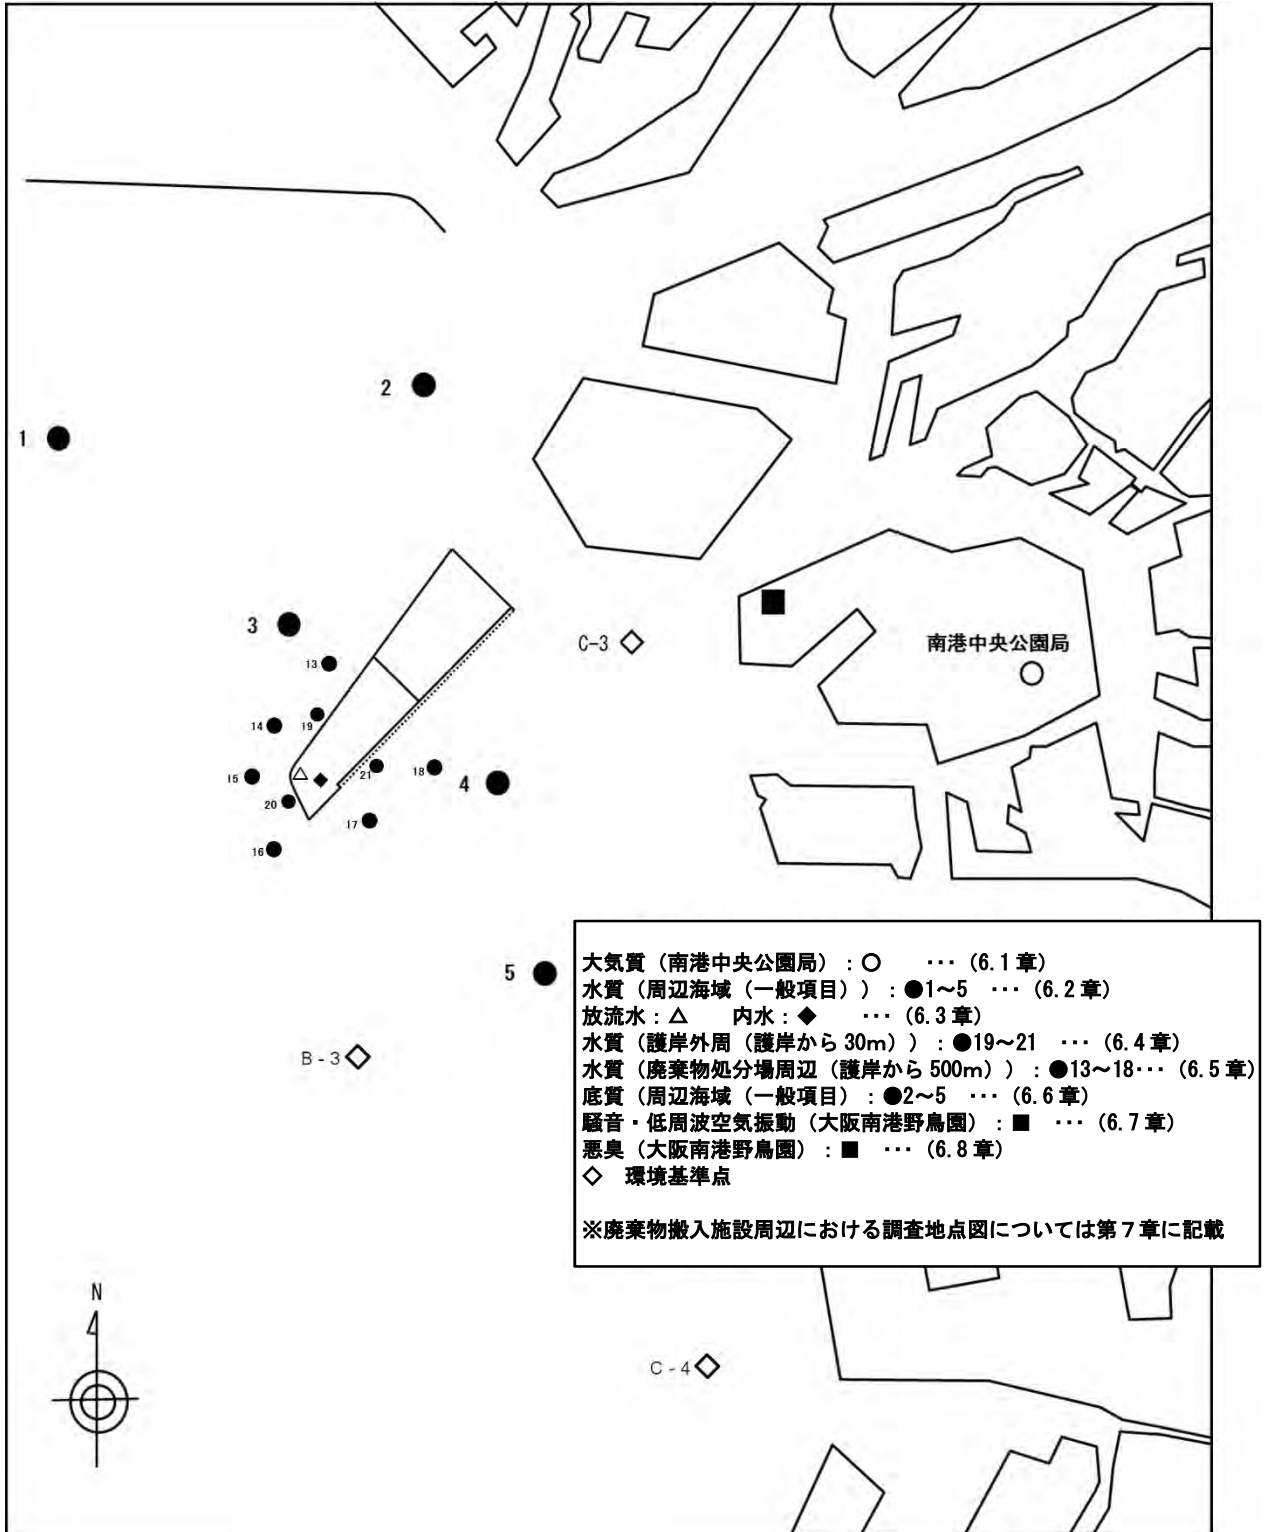 2
1
3
13
C-3
南港中央公園局
14
19
15
21
18
4
20
17
16
5
大気質（南港中央公園局）：○ …（6.1章）
水質（周辺海域（一般項目））：●1～5 …（6.2章）
放流水：△ 内水：◆ …（6.3章）
水質（護岸外周（護岸から30m））：●19～21 …（6.4章）
水質（廃棄物処分場周辺（護岸から500m））：●13～18…（6.5章）
底質（周辺海域（一般項目）：●2～5 …（6.6章）
騒音・低周波空気振動（大阪南港野鳥園）：■ …（6.7章）
悪臭（大阪南港野鳥園）：■ …（6.8章）
◇ 環境基準点
※廃棄物搬入施設周辺における調査地点図については第７章に記載
B-3
N
C-4